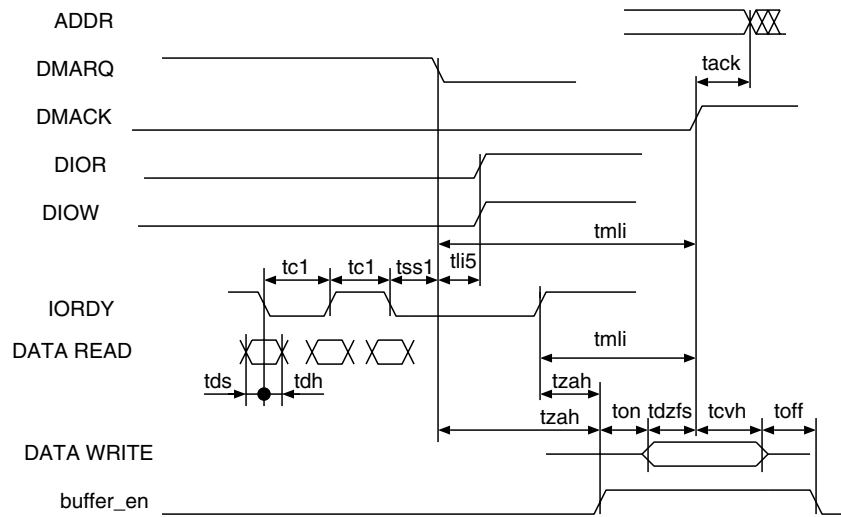 ADDR
DMARQ
tack
DMACK
DIOR
DIOW
tmli
tc1 tc1 tss1 tli5
IORDY
DATA READ
tmli
tds tdh
tzah
tzah ton tdzfs tcvh toff
DATA WRITE
buffer_en